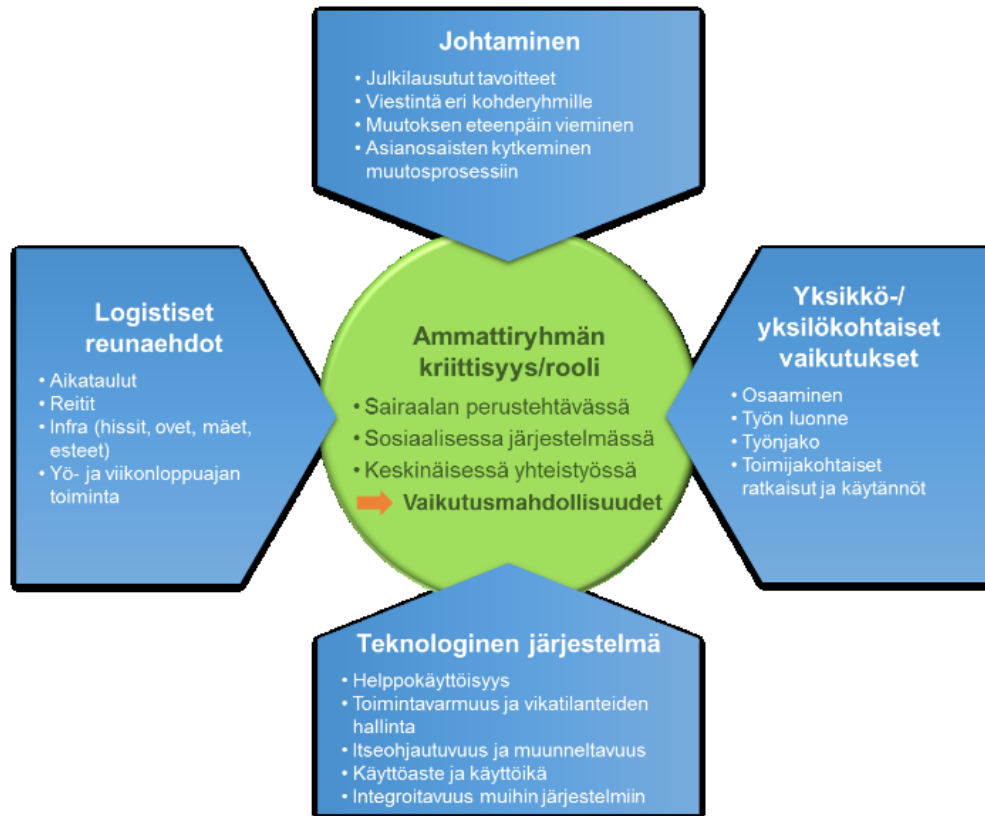 Johtaminen
• Julkilausutut tavoitteet
• Viestintä eri kohderyhmille
• Muutoksen eteenpäin vieminen
• Asianosaisten kytkeminen
muutosprosessiin
Logistiset
reunaehdot
• Aikataulut
• Reitit
• Infra (hissit, ovet, mäet,
esteet)
• Yö- ja viikonloppuajan
toiminta
Ammattiryhmän
kriittisyys/rooli
• Sairaalan perustehtävässä
• Sosiaalisessa järjestelmässä
• Keskinäisessä yhteistyössä
Vaikutusmahdollisuudet
Yksikkö-/
yksilökohtaiset
vaikutukset
• Osaaminen
• Työn luonne
• Työnjako
• Toimijakohtaiset
ratkaisut ja käytännöt
Teknologinen järjestelmä
• Helppokäyttöisyys
• Toimintavarmuus ja vikatilanteiden
hallinta
• Itseohjautuvuus ja muunneltavuus
• Käyttöaste ja käyttöikä
• Integroitavuus muihin järjestelmiin